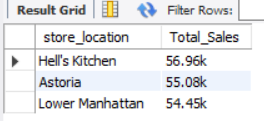 Result Grid Filter Rows:
store_location Total_Sales
Hell's Kitchen 56.96k
Astoria 55.08k
Lower Manhattan 54.45k